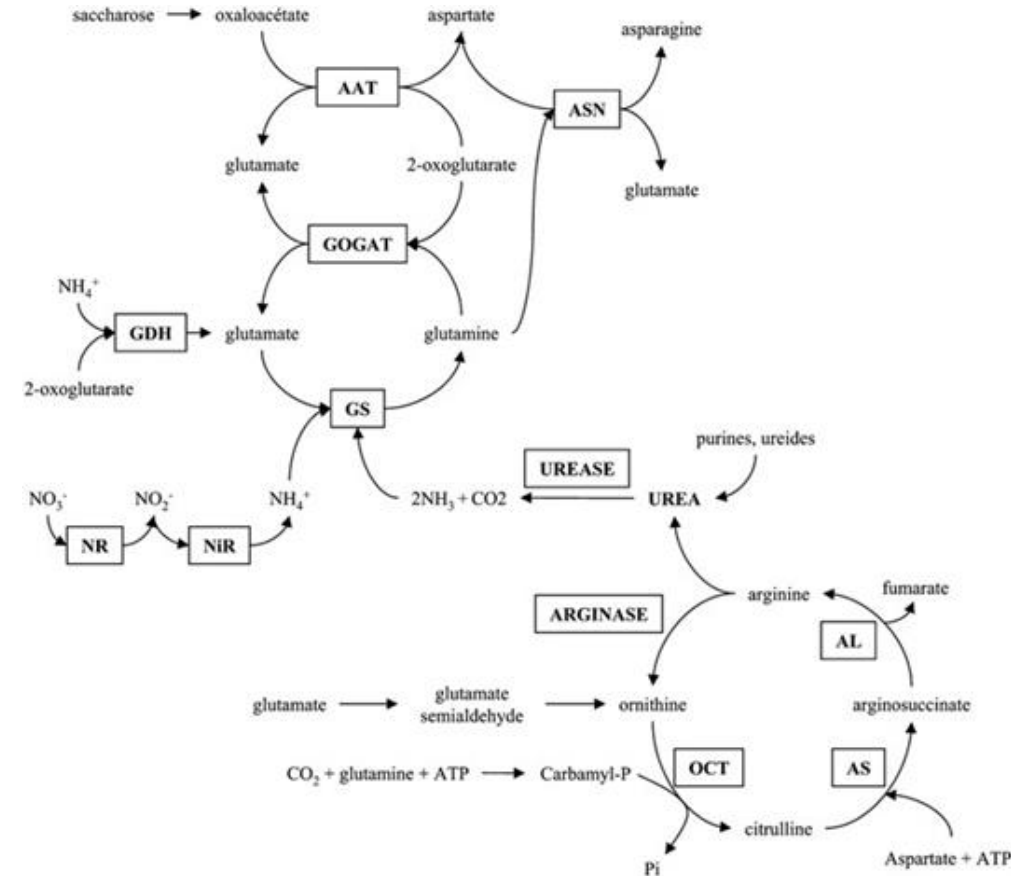 saccharose oxaloacétate aspartate
asparagine
AAT
ASN
glutamate 2-oxoglutarate
glutamate
GOGAT
NH₄⁺
GDH glutamate glutamine
2-oxoglutarate
GS
purines, ureides
UREASE
NO₃⁻ NO₂⁻ NH₄⁺ 2NH₃ + CO2 UREA
NR NiR
arginine fumarate
ARGINASE
AL
glutamate glutamate semialdehyde ornithine arginosuccinate
CO₂ + glutamine + ATP Carbamyl-P OCT AS
citrulline
Pi Aspartate + ATP